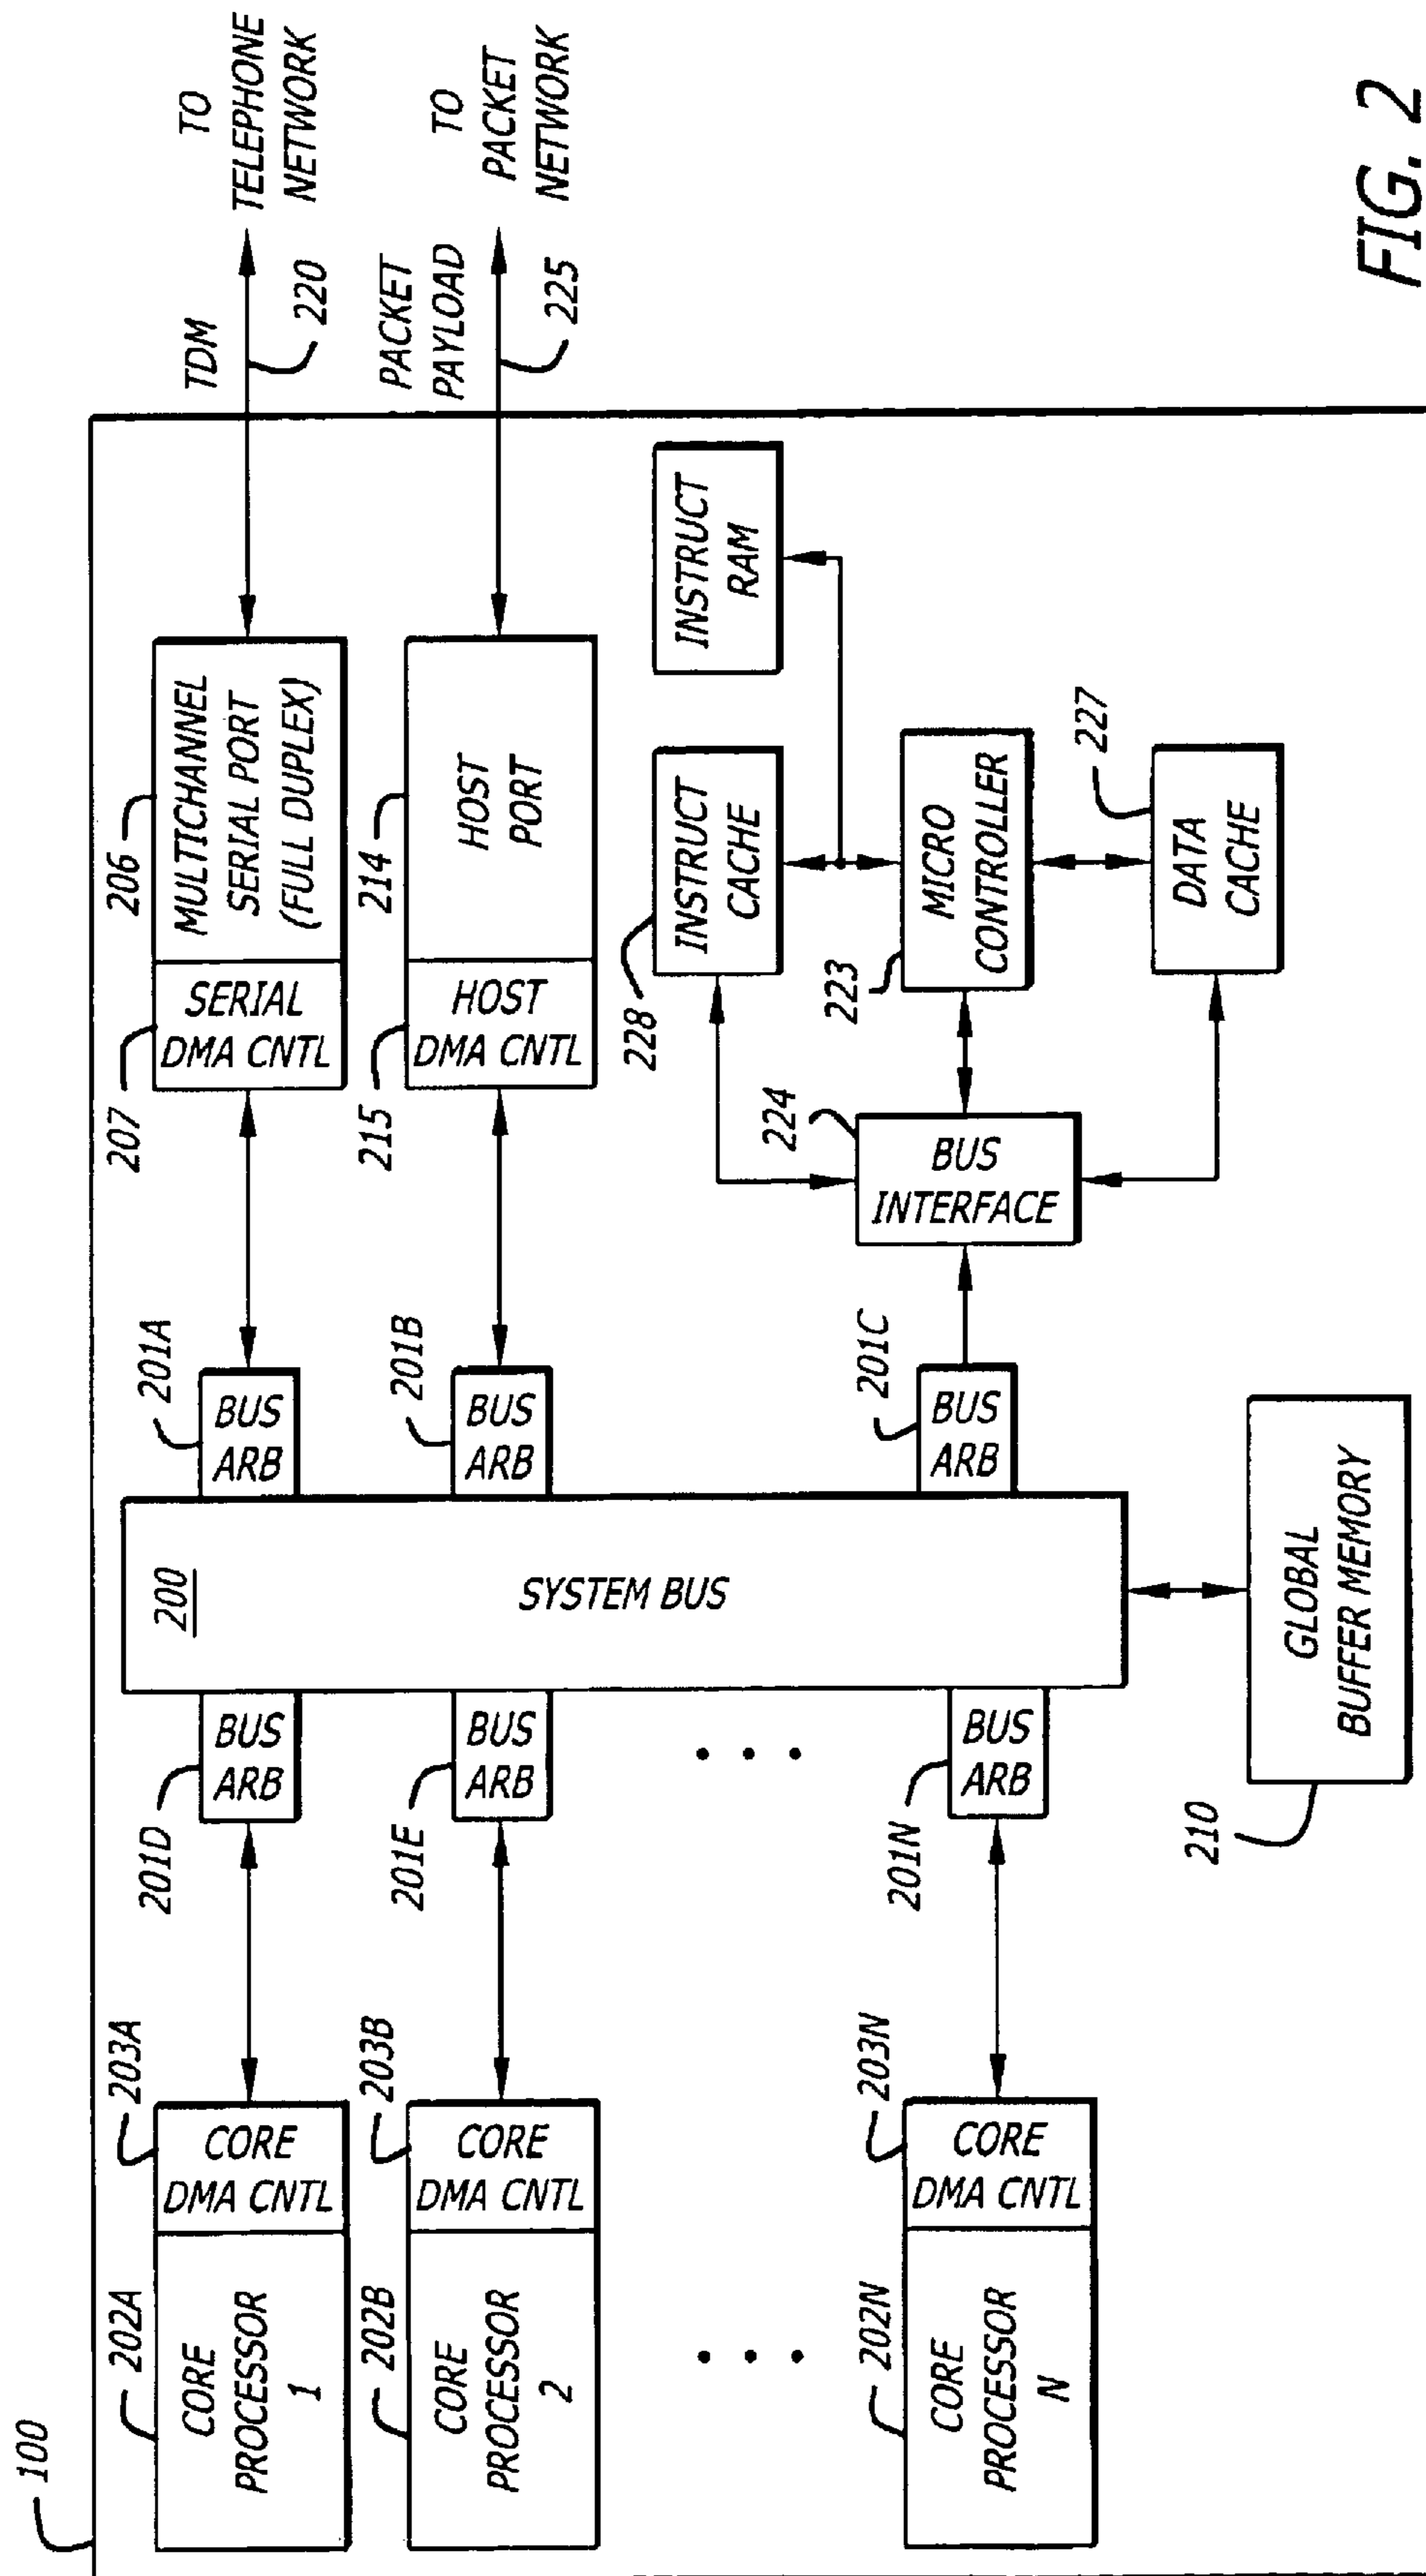 100
202A
CORE
PROCESSOR
1
203A
CORE
DMA CNTL
201D
BUS
ARB
200
SYSTEM BUS
201A
BUS
ARB
207
SERIAL
DMA CNTL
206
MULTICHANNEL
SERIAL PORT
(FULL DUPLEX)
TDM
220
TO
TELEPHONE
NETWORK
202B
CORE
PROCESSOR
2
203B
CORE
DMA CNTL
201E
BUS
ARB
201B
BUS
ARB
215
HOST
DMA CNTL
214
HOST
PORT
PACKET
PAYLOAD
225
TO
PACKET
NETWORK
228
INSTRUCT
CACHE
INSTRUCT
RAM
202N
CORE
PROCESSOR
N
203N
CORE
DMA CNTL
201N
BUS
ARB
201C
BUS
ARB
224
BUS
INTERFACE
223
MICRO
CONTROLLER
227
DATA
CACHE
210
GLOBAL
BUFFER MEMORY
FIG. 2